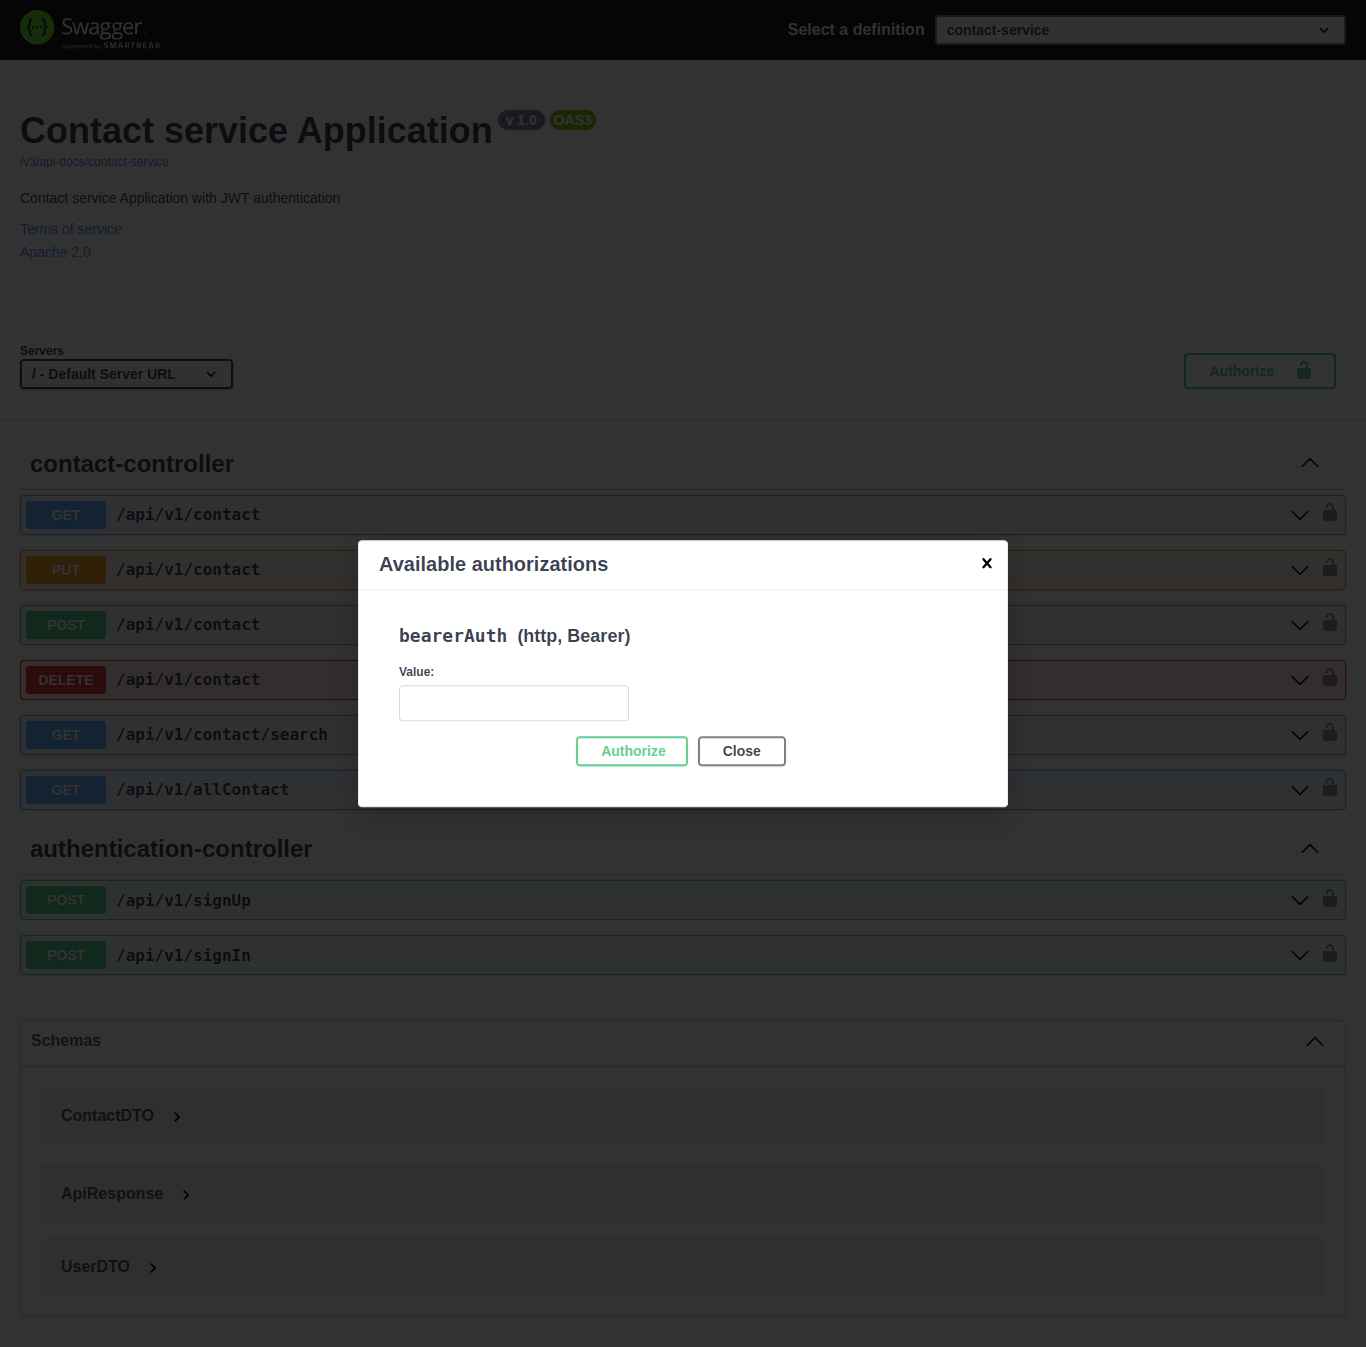 Swagger
Supported by SMARTBEAR
Select a definition
contact-service
Contact service Application
v 1.0
OAS3
/v3/api-docs/contact-service
Contact service Application with JWT authentication
Terms of service
Apache 2.0
Servers
/ - Default Server URL
Authorize
contact-controller
GET /api/v1/contact
PUT /api/v1/contact
POST /api/v1/contact
DELETE /api/v1/contact
GET /api/v1/contact/search
GET /api/v1/allContact
Available authorizations
bearerAuth (http, Bearer)
Value:
Authorize
Close
authentication-controller
POST /api/v1/signUp
POST /api/v1/signIn
Schemas
ContactDTO
ApiResponse
UserDTO